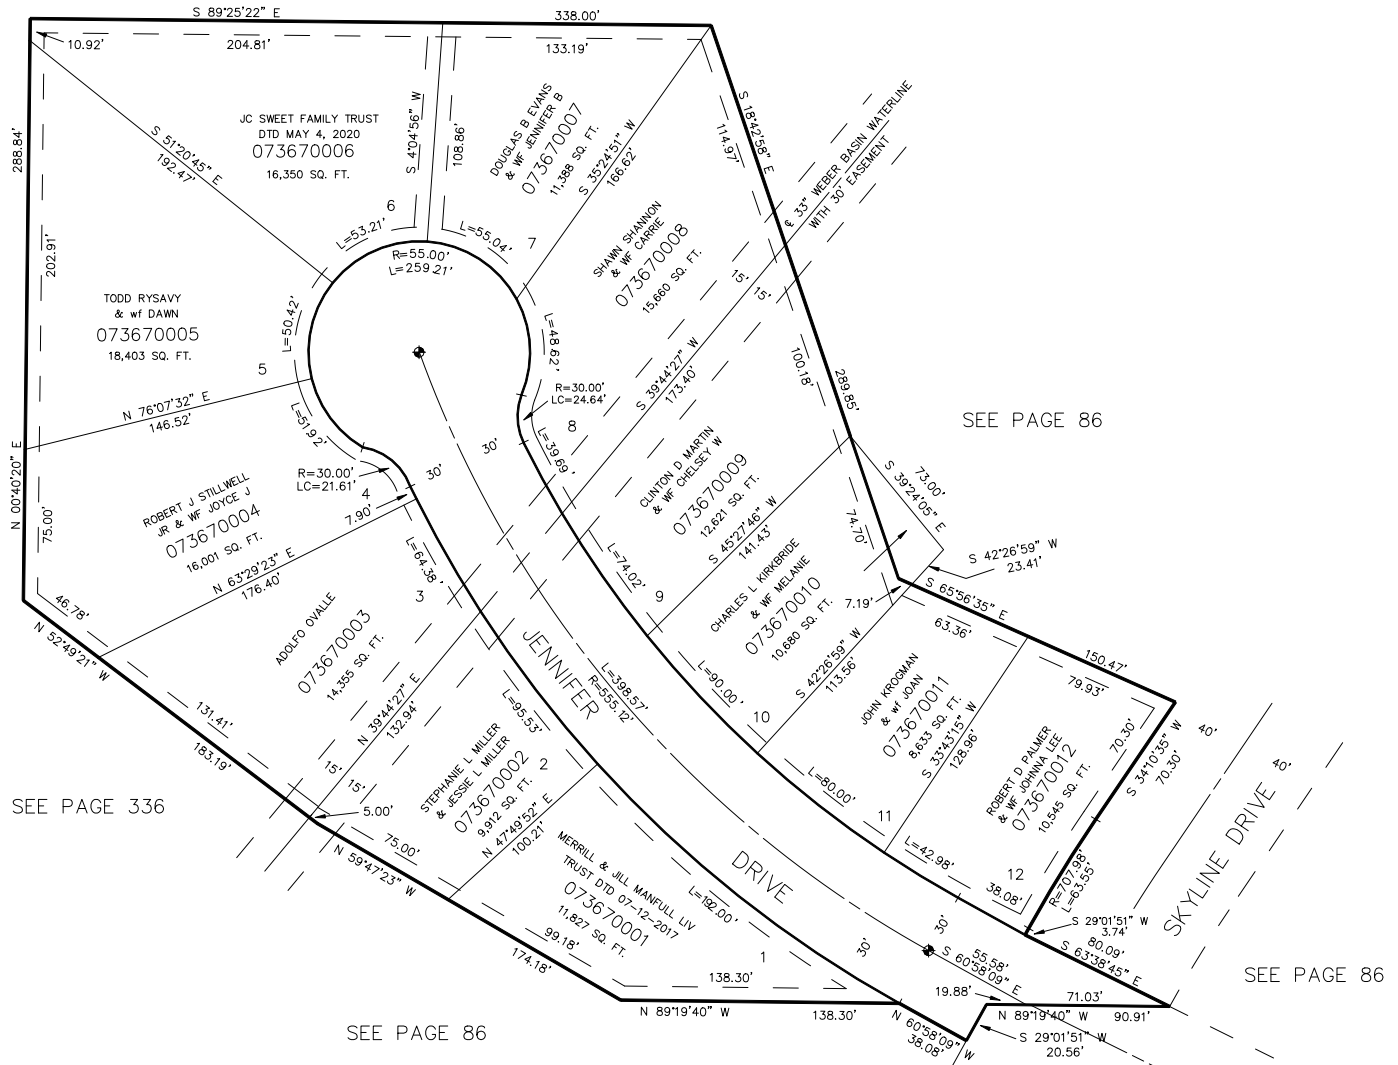 S 89°25'22" E
338.00'
10.92'
204.81'
133.19'
288.84'
S 51°20'45" E
192.47'
JC SWEET FAMILY TRUST
DTD MAY 4, 2020
073670006
16,350 SQ. FT.
S 4°04'56" W
108.86'
DOUGLAS B EVANS
& WF JENNIFER B
073670007
11,388 SQ. FT.
S 35°24'51" W
166.62'
S 18°42'58" E
114.97'
℄ 33" WEBER BASIN WATERLINE
WITH 30' EASEMENT
6
L=53.21'
L=55.04'
7
R=55.00'
L=259.21'
SHAWN SHANNON
& WF CARRIE
073670008
15,660 SQ. FT.
15'
15'
202.91'
TODD RYSAVY
& wf DAWN
073670005
18,403 SQ. FT.
L=50.42'
5
L=48.62'
S 39°44'27" W
173.40'
100.18'
289.85'
N 76°07'32" E
146.52'
L=51.92'
R=30.00'
LC=24.64'
8
SEE PAGE 86
N 00°40'20" E
75.00'
R=30.00'
LC=21.61'
4
30'
30'
L=39.69
CLINTON D MARTIN
& WF CHELSEY W
073670009
12,621 SQ. FT.
S 45°27'46" W
141.43'
73.00'
S 39°24'05" E
ROBERT J STILLWELL
JR & WF JOYCE J
073670004
16,001 SQ. FT.
7.90'
N 63°29'23" E
176.40'
L=64.38'
3
L=74.02'
9
74.70'
CHARLES L KIRKBRIDE
& WF MELANIE
073670010
10,680 SQ. FT.
S 42°26'59" W
23.41'
7.19'
S 65°56'35" E
63.36'
150.47'
79.93'
46.78'
N 52°49'21" W
ADOLFO OVALLE
073670003
14,355 SQ. FT.
JENNIFER
L=398.57'
R=555.12'
L=90.00'
10
S 42°26'59" W
113.56'
JOHN KROGMAN
& wf JOAN
073670011
8,633 SQ. FT.
S 33°43'15" W
128.96'
131.41'
183.19'
N 39°44'27" E
132.94'
L=95.53'
15'
15'
5.00'
STEPHANIE L MILLER
& JESSIE L MILLER
073670002
9,912 SQ. FT.
2
N 47°49'52" E
100.21'
L=80.00'
11
ROBERT D PALMER
& WF JOHNNA LEE
073670012
10,545 SQ. FT.
70.30'
S 34°10'35" W
70.30'
40'
40'
SEE PAGE 336
75.00'
N 59°47'23" W
MERRILL & JILL MANFULL LIV
TRUST DTD 07-12-2017
073670001
11,827 SQ. FT.
L=192.00'
DRIVE
L=42.98'
12
38.08'
R=707.98'
L=63.55'
SKYLINE DRIVE
99.18'
174.18'
1
138.30'
30'
30'
S 29°01'51" W
3.74'
80.09'
S 63°38'45" E
55.58'
S 60°58'09" E
SEE PAGE 86
19.88'
71.03'
N 89°19'40" W
138.30'
N 89°19'40" W
90.91'
N 60°58'09" W
38.08'
S 29°01'51" W
20.56'
SEE PAGE 86